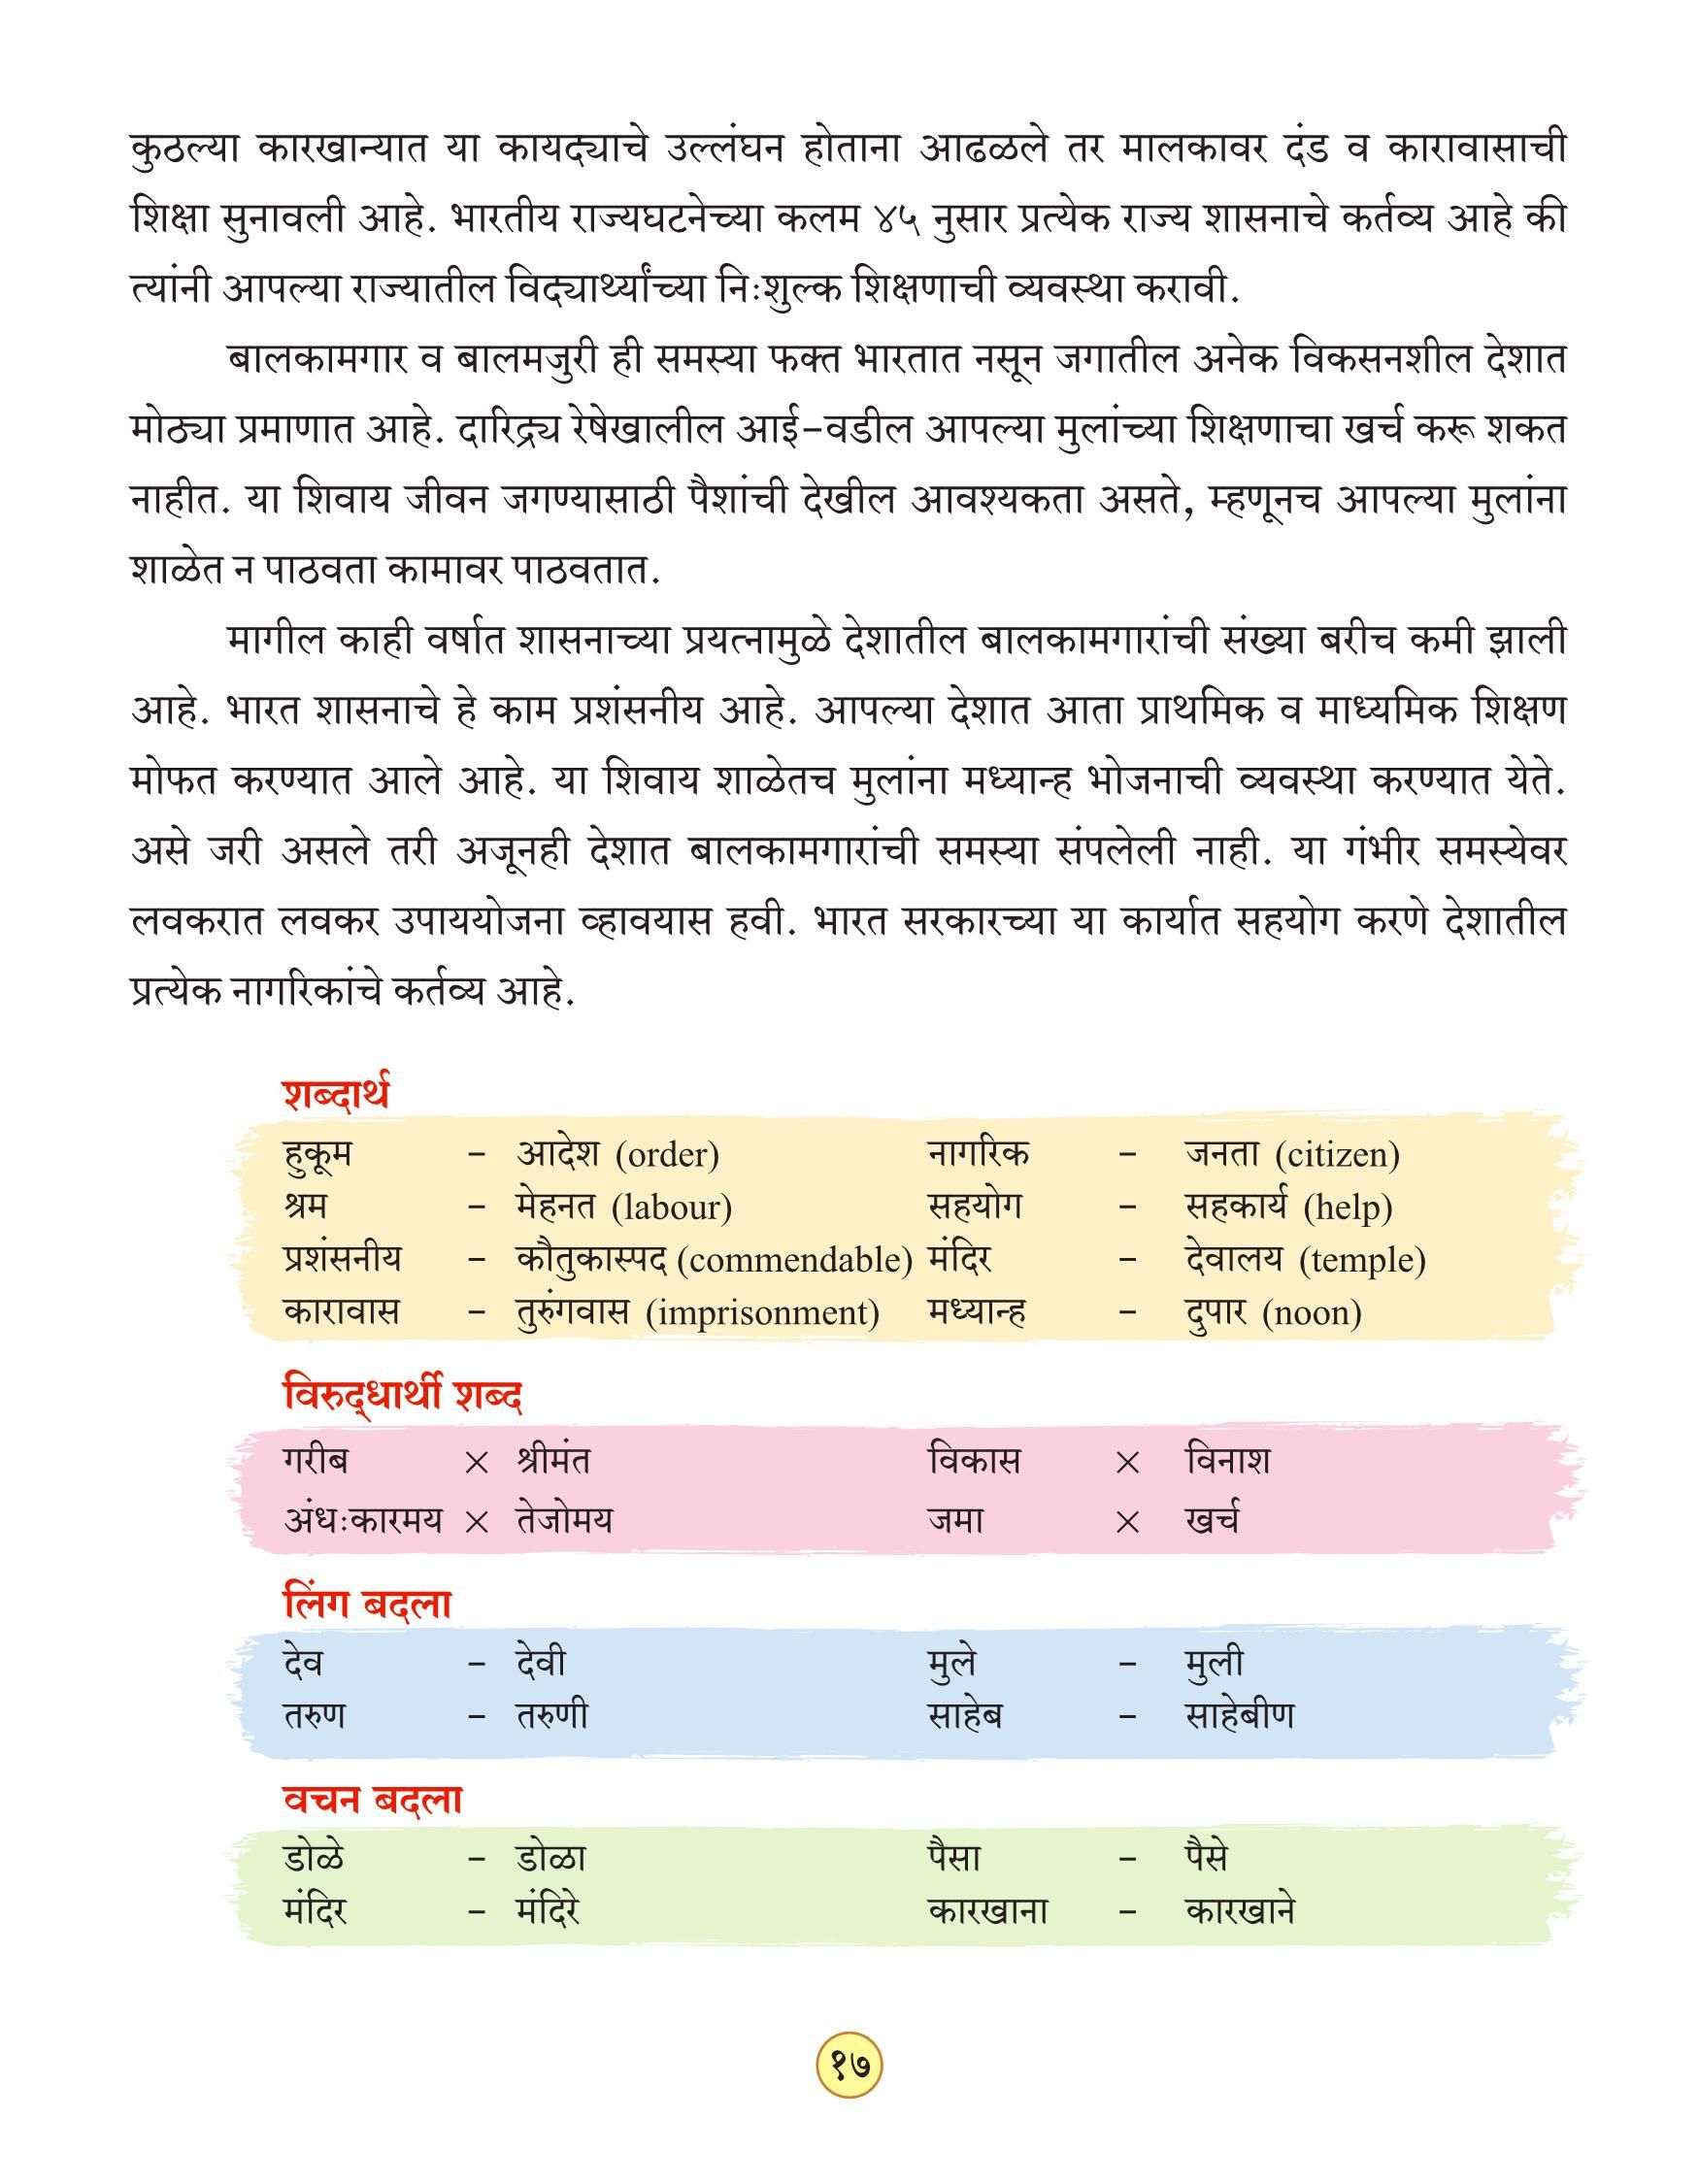 कुठल्या कारखान्यात या कायद्याचे उल्लंघन होताना आढळले तर मालकावर दंड व कारावासाची
शिक्षा सुनावली आहे. भारतीय राज्यघटनेच्या कलम ४५ नुसार प्रत्येक राज्य शासनाचे कर्तव्य आहे की
त्यांनी आपल्या राज्यातील विद्यार्थ्यांच्या निःशुल्क शिक्षणाची व्यवस्था करावी.
बालकामगार व बालमजुरी ही समस्या फक्त भारतात नसून जगातील अनेक विकसनशील देशात
मोठ्या प्रमाणात आहे. दारिद्र्य रेषेखालील आई-वडील आपल्या मुलांच्या शिक्षणाचा खर्च करू शकत
नाहीत. या शिवाय जीवन जगण्यासाठी पैशांची देखील आवश्यकता असते, म्हणूनच आपल्या मुलांना
शाळेत न पाठवता कामावर पाठवतात.
मागील काही वर्षात शासनाच्या प्रयत्नामुळे देशातील बालकामगारांची संख्या बरीच कमी झाली
आहे. भारत शासनाचे हे काम प्रशंसनीय आहे. आपल्या देशात आता प्राथमिक व माध्यमिक शिक्षण
मोफत करण्यात आले आहे. या शिवाय शाळेतच मुलांना मध्यान्ह भोजनाची व्यवस्था करण्यात येते.
असे जरी असले तरी अजूनही देशात बालकामगारांची समस्या संपलेली नाही. या गंभीर समस्येवर
लवकरात लवकर उपाययोजना व्हावयास हवी. भारत सरकारच्या या कार्यात सहयोग करणे देशातील
प्रत्येक नागरिकांचे कर्तव्य आहे.
शब्दार्थ
हुकूम - आदेश (order) नागरिक - जनता (citizen)
श्रम - मेहनत (labour) सहयोग - सहकार्य (help)
प्रशंसनीय - कौतुकास्पद (commendable) मंदिर - देवालय (temple)
कारावास - तुरुंगवास (imprisonment) मध्यान्ह - दुपार (noon)
विरुद्धार्थी शब्द
गरीब × श्रीमंत विकास × विनाश
अंधःकारमय × तेजोमय जमा × खर्च
लिंग बदला
देव - देवी मुले - मुली
तरुण - तरुणी साहेब - साहेबीण
वचन बदला
डोळे - डोळा पैसा - पैसे
मंदिर - मंदिरे कारखाना - कारखाने
१७